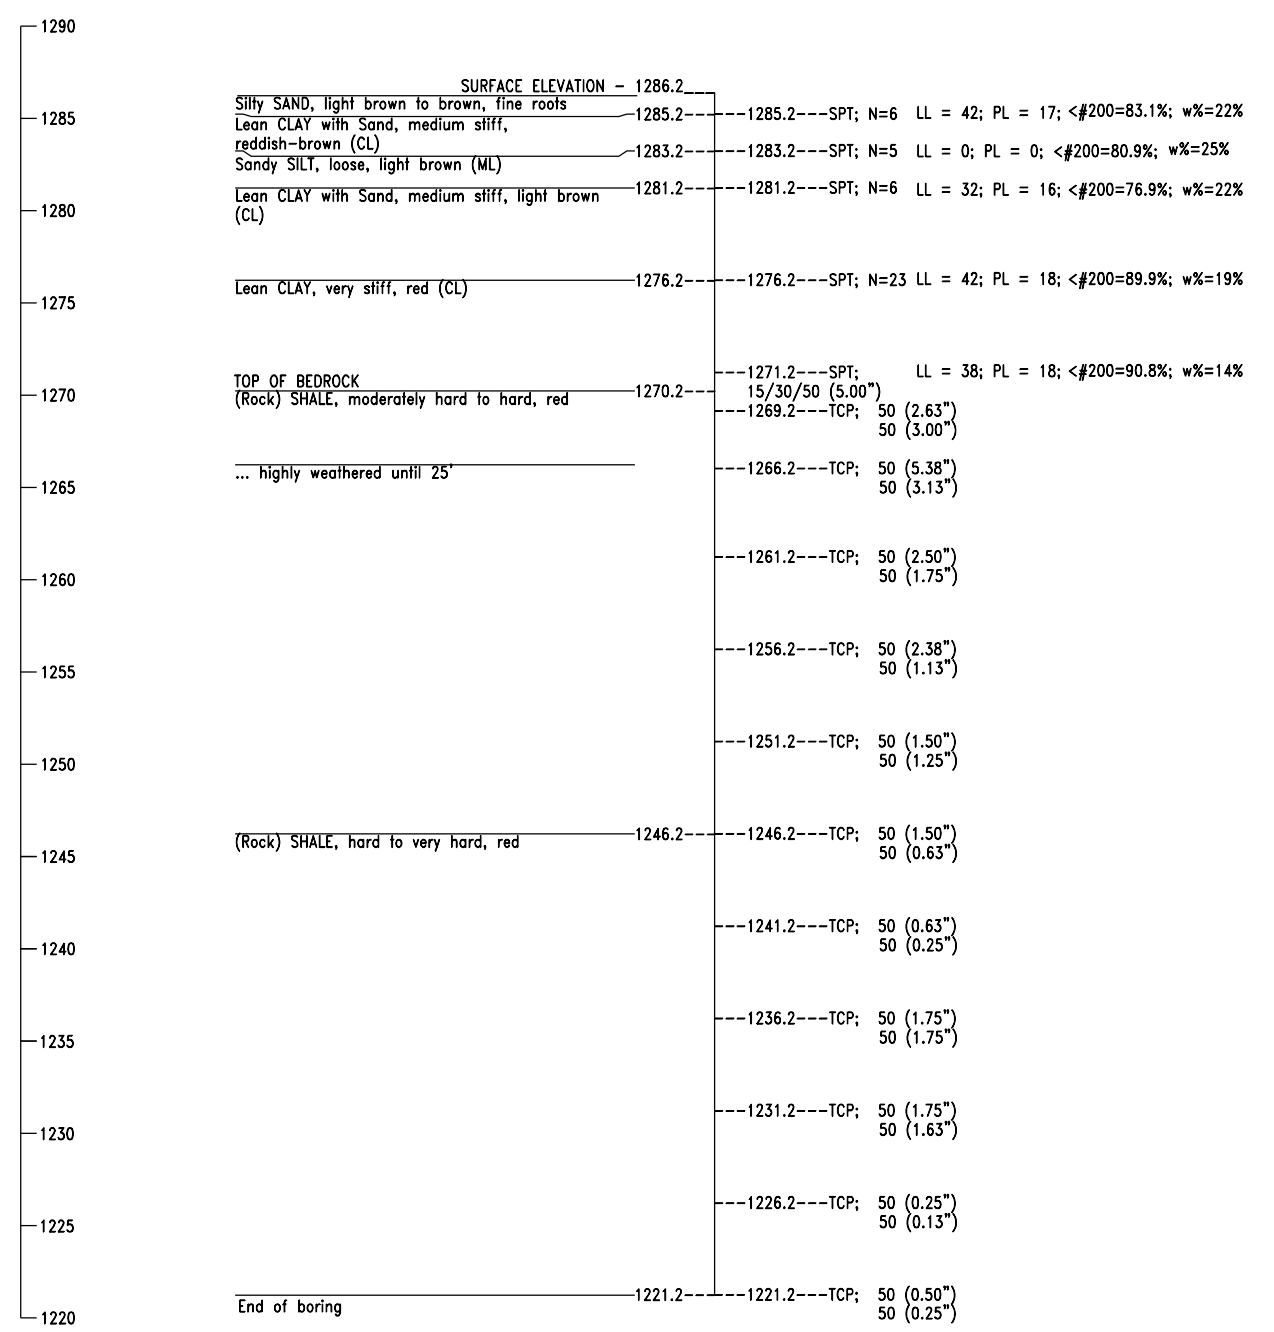 1290
SURFACE ELEVATION - 1286.2
Silty SAND, light brown to brown, fine roots
1285
1285.2-----1285.2---SPT; N=6 LL = 42; PL = 17; <#200=83.1%; w%=22%
Lean CLAY with Sand, medium stiff,
reddish-brown (CL)
1283.2-----1283.2---SPT; N=5 LL = 0; PL = 0; <#200=80.9%; w%=25%
Sandy SILT, loose, light brown (ML)
1281.2-----1281.2---SPT; N=6 LL = 32; PL = 16; <#200=76.9%; w%=22%
Lean CLAY with Sand, medium stiff, light brown
(CL)
1280
1276.2-----1276.2---SPT; N=23 LL = 42; PL = 18; <#200=89.9%; w%=19%
Lean CLAY, very stiff, red (CL)
1275
---1271.2---SPT; LL = 38; PL = 18; <#200=90.8%; w%=14%
15/30/50 (5.00")
TOP OF BEDROCK
1270.2---
1270
(Rock) SHALE, moderately hard to hard, red
---1269.2---TCP; 50 (2.63")
50 (3.00")
... highly weathered until 25'
---1266.2---TCP; 50 (5.38")
50 (3.13")
1265
---1261.2---TCP; 50 (2.50")
50 (1.75")
1260
---1256.2---TCP; 50 (2.38")
50 (1.13")
1255
---1251.2---TCP; 50 (1.50")
50 (1.25")
1250
1246.2-----1246.2---TCP; 50 (1.50")
50 (0.63")
(Rock) SHALE, hard to very hard, red
1245
---1241.2---TCP; 50 (0.63")
50 (0.25")
1240
---1236.2---TCP; 50 (1.75")
50 (1.75")
1235
---1231.2---TCP; 50 (1.75")
50 (1.63")
1230
---1226.2---TCP; 50 (0.25")
50 (0.13")
1225
1221.2-----1221.2---TCP; 50 (0.50")
50 (0.25")
End of boring
1220